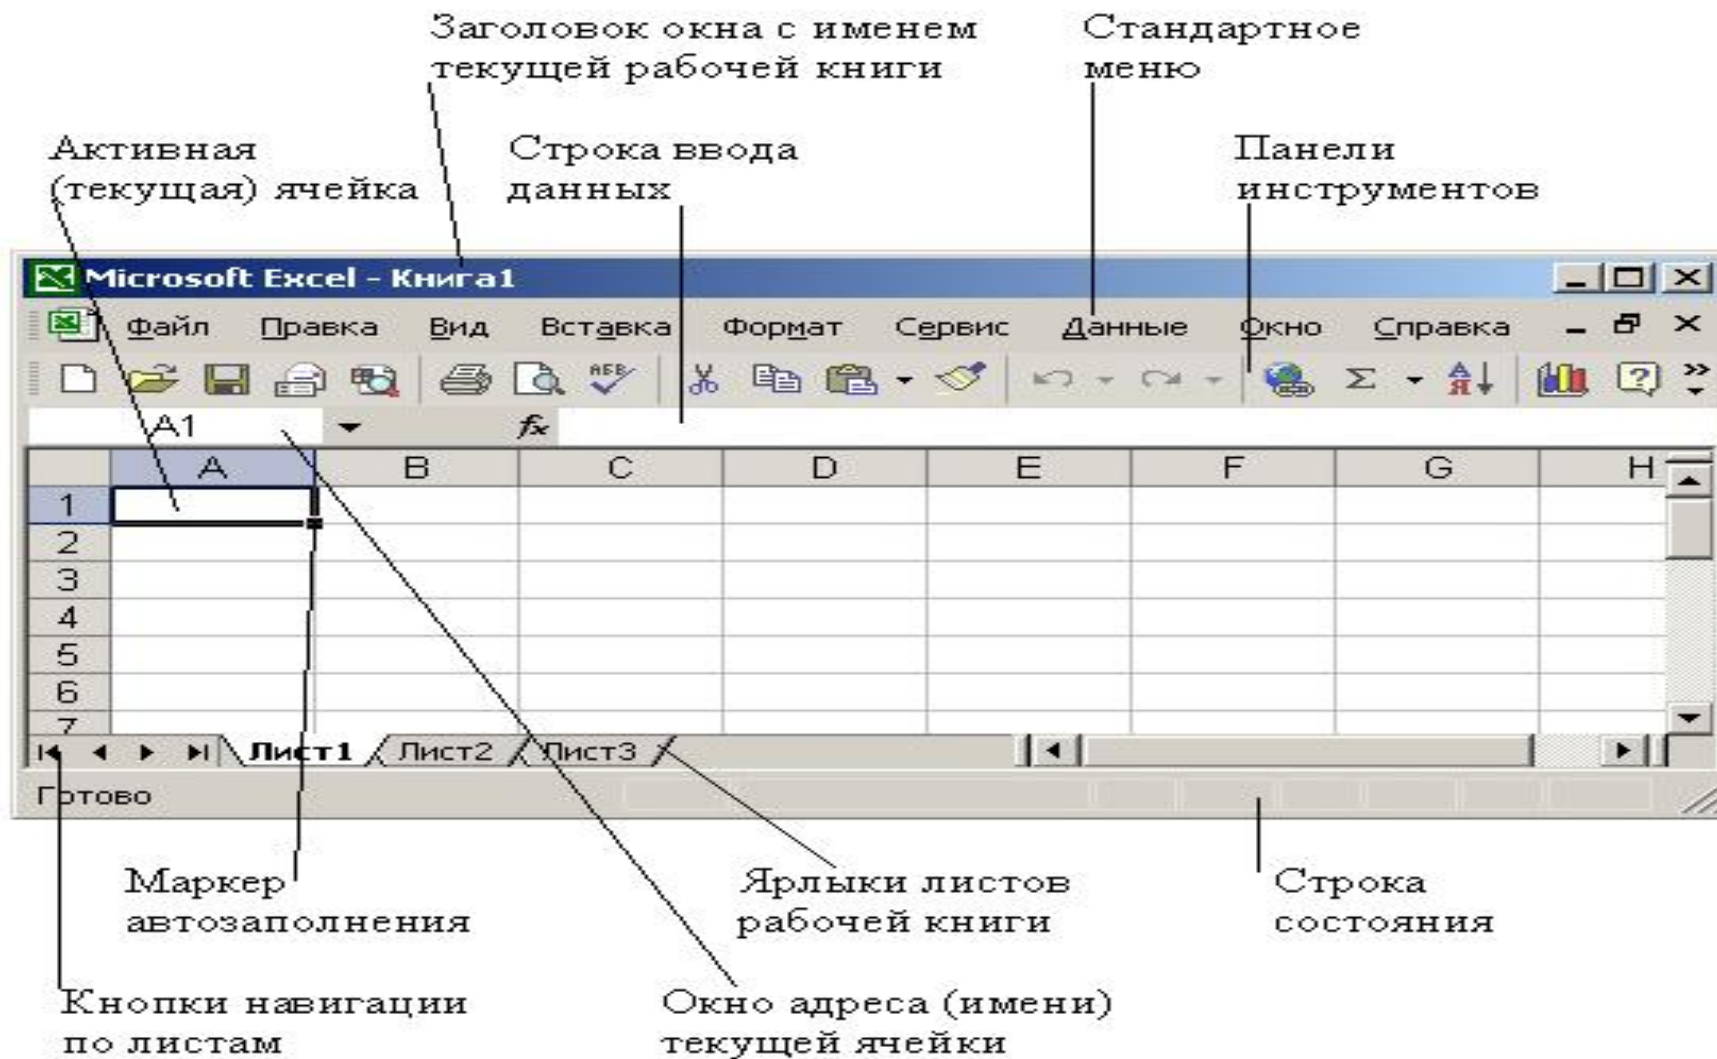 Заголовок окна с именем
текущей рабочей книги
Стандартное
меню
Активная
(текущая) ячейка
Строка ввода
данных
Панели
инструментов
Microsoft Excel - Книга1
Файл Правка Вид Вставка Формат Сервис Данные Окно Справка
A1 fx
A B C D E F G H
1
2
3
4
5
6
7
Лист1 Лист2 Лист3
Готово
Маркер
автозаполнения
Ярлыки листов
рабочей книги
Строка
состояния
Кнопки навигации
по листам
Окно адреса (имени)
текущей ячейки